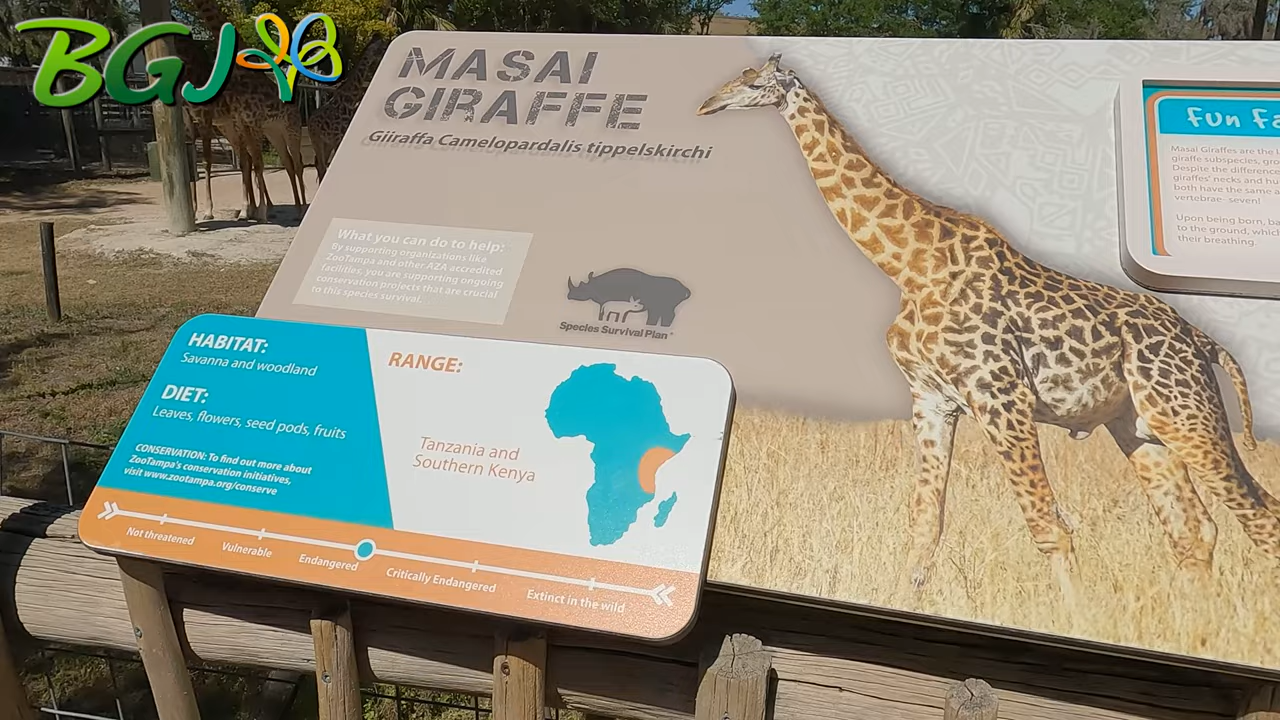 BGJ
MASAI
GIRAFFE
Giiraffa Camelopardalis tippelskirchi
What you can do to help:
By supporting organizations like
ZooTampa and other AZA accredited
facilities, you are supporting ongoing
conservation projects that are crucial
to this species survival.
Species Survival Plan
Fun Fa
Masai Giraffes are the
giraffe subspecies, gro
Despite the difference
giraffes' necks and hu
both have the same
vertebrae- seven!
Upon being born, ba
to the ground, whic
their breathing.
HABITAT:
Savanna and woodland
DIET:
Leaves, flowers, seed pods, fruits
CONSERVATION: To find out more about
ZooTampa's conservation initiatives,
visit www.zootampa.org/conserve
RANGE:
Tanzania and
Southern Kenya
Not threatened
Vulnerable
Endangered
Critically Endangered
Extinct in the wild